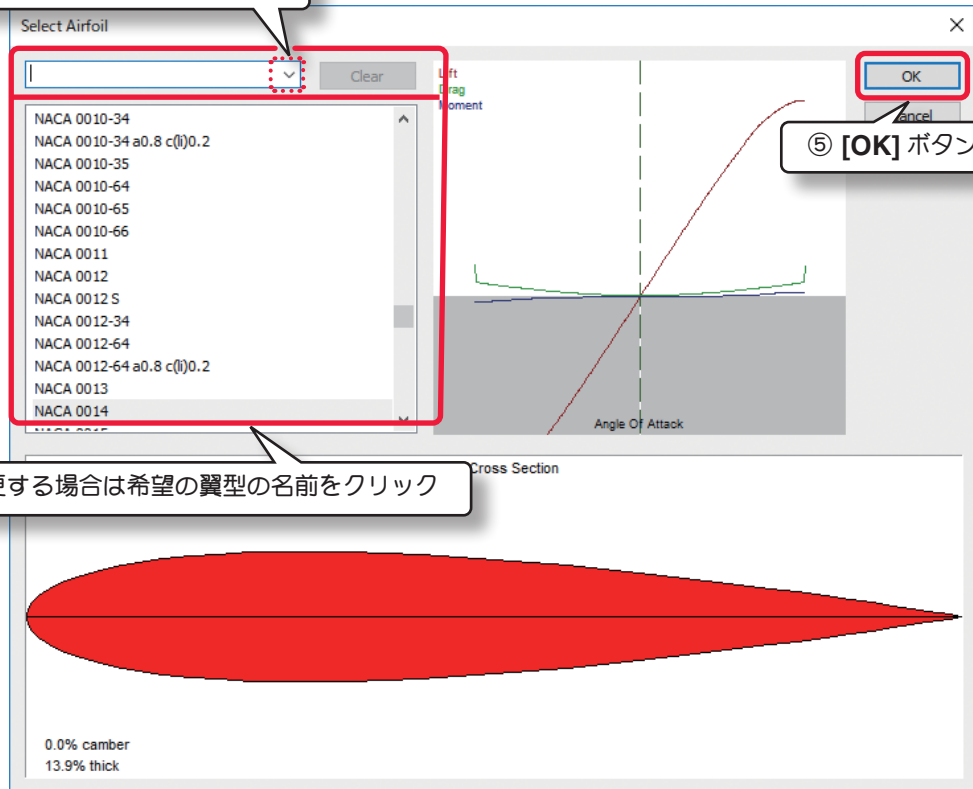 Select Airfoil
Clear
OK
Lift
Drag
Moment
⑤ [OK] ボタン
NACA 0010-34
NACA 0010-34 a0.8 c(li)0.2
NACA 0010-35
NACA 0010-64
NACA 0010-65
NACA 0010-66
NACA 0011
NACA 0012
NACA 0012 S
NACA 0012-34
NACA 0012-64
NACA 0012-64 a0.8 c(li)0.2
NACA 0013
NACA 0014
Angle Of Attack
Cross Section
する場合は希望の翼型の名前をクリック
0.0% camber
13.9% thick